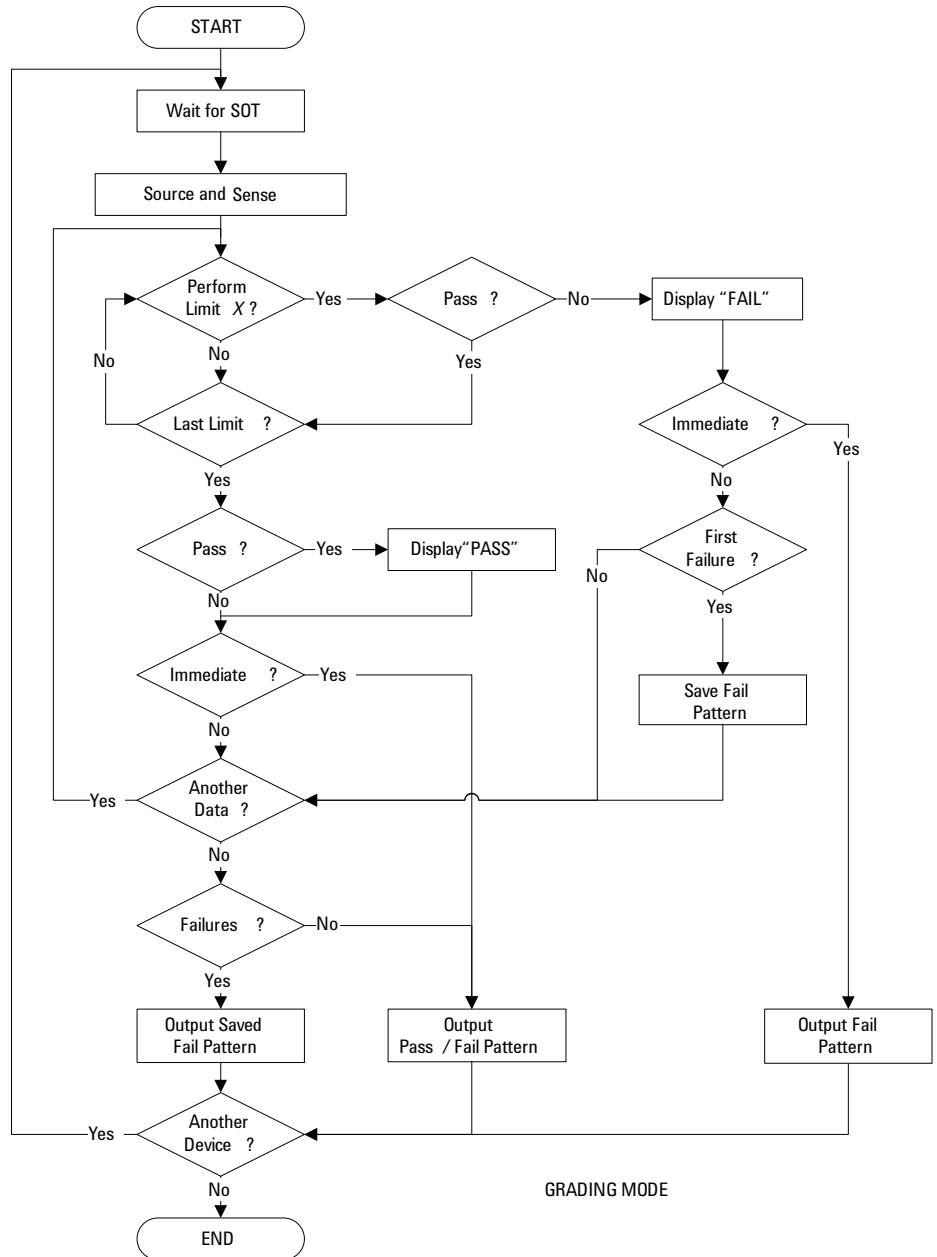 START
Wait for SOT
Source and Sense
Perform
Limit X ?
Yes
Pass ?
No
Display “FAIL”
No
No
Yes
Last Limit ?
Immediate ?
Yes
Yes
No
Pass ?
Yes
Display“PASS”
First
Failure ?
No
No
Yes
Immediate ?
Yes
Save Fail
Pattern
No
Yes
Another
Data ?
No
Failures ?
No
Yes
Output Saved
Fail Pattern
Output
Pass / Fail Pattern
Output Fail
Pattern
Yes
Another
Device ?
No
GRADING MODE
END